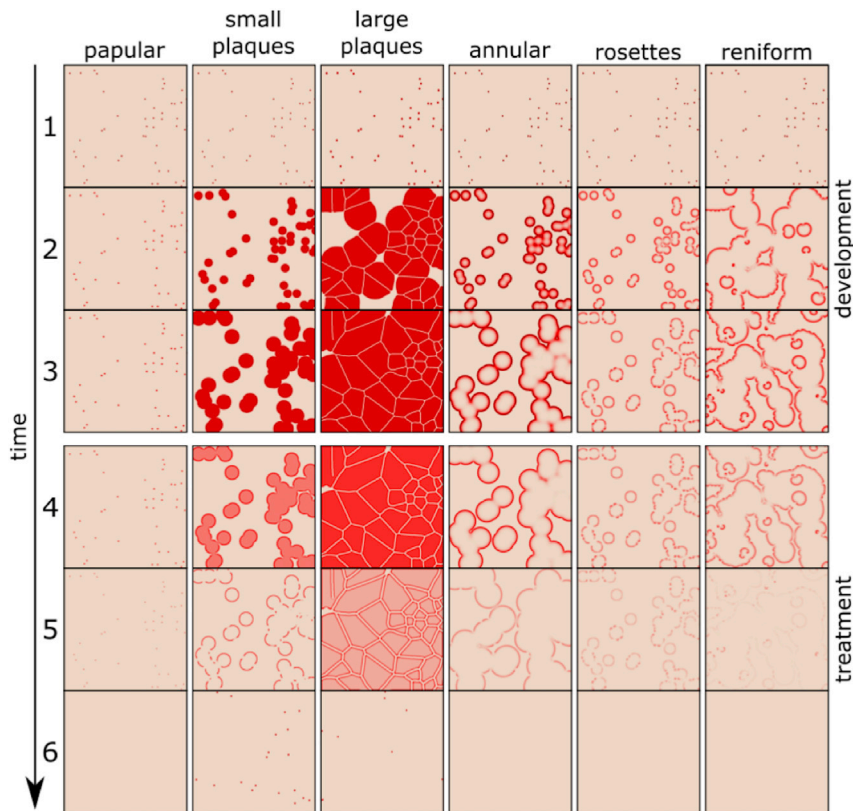 small
plaques
large
plaques
papular
annular
rosettes
reniform
time
1
2
3
development
4
5
6
treatment